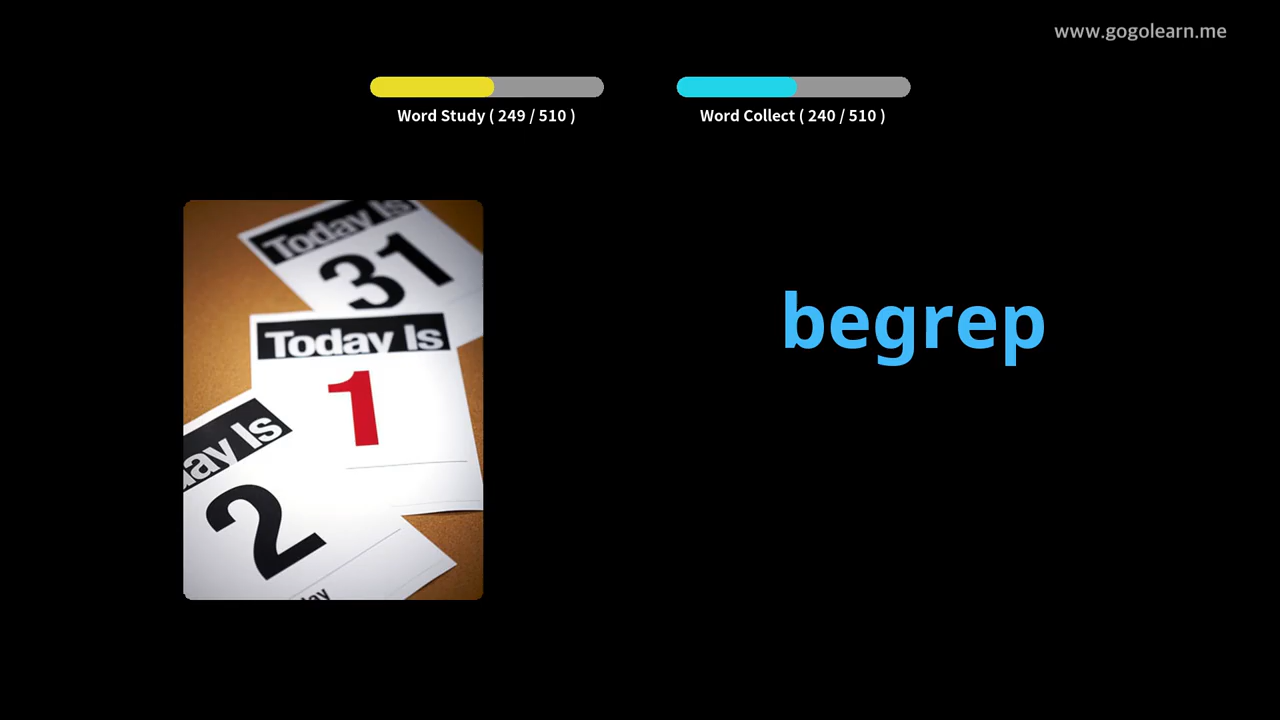 www.gogolearn.me
Word Study ( 249 / 510 )
Word Collect ( 240 / 510 )
Today Is
31
Today Is
1
ay Is
2
begrep